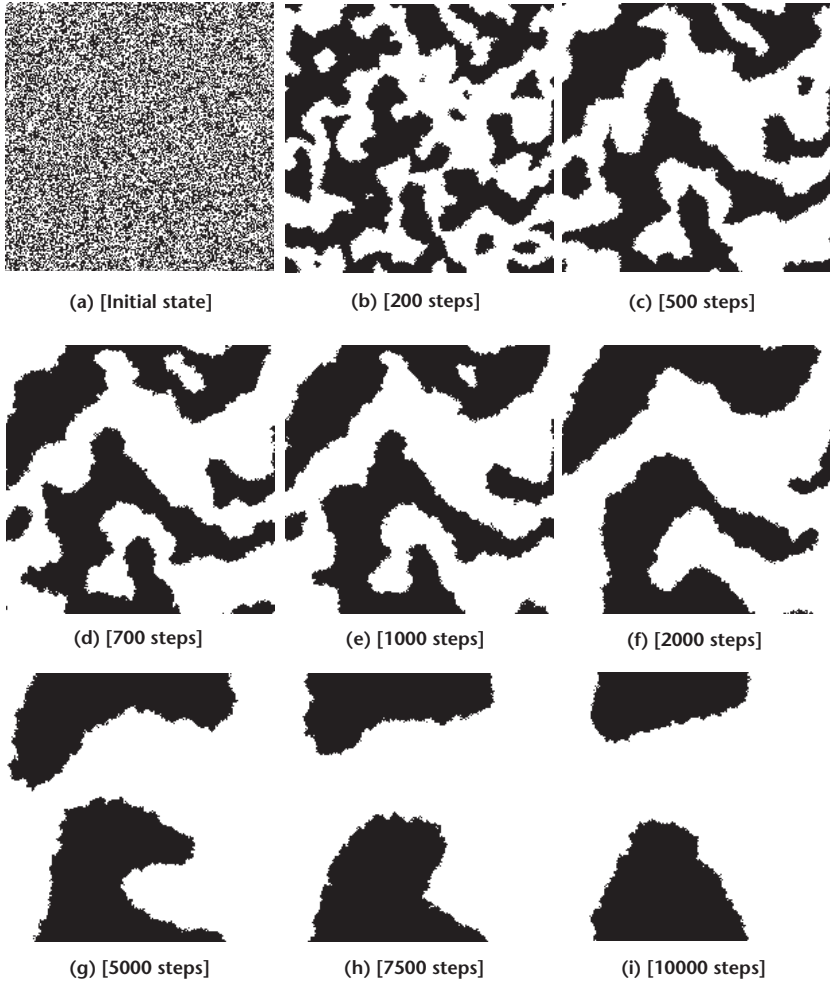 (a) [Initial state]
(b) [200 steps]
(c) [500 steps]
(d) [700 steps]
(e) [1000 steps]
(f) [2000 steps]
(g) [5000 steps]
(h) [7500 steps]
(i) [10000 steps]